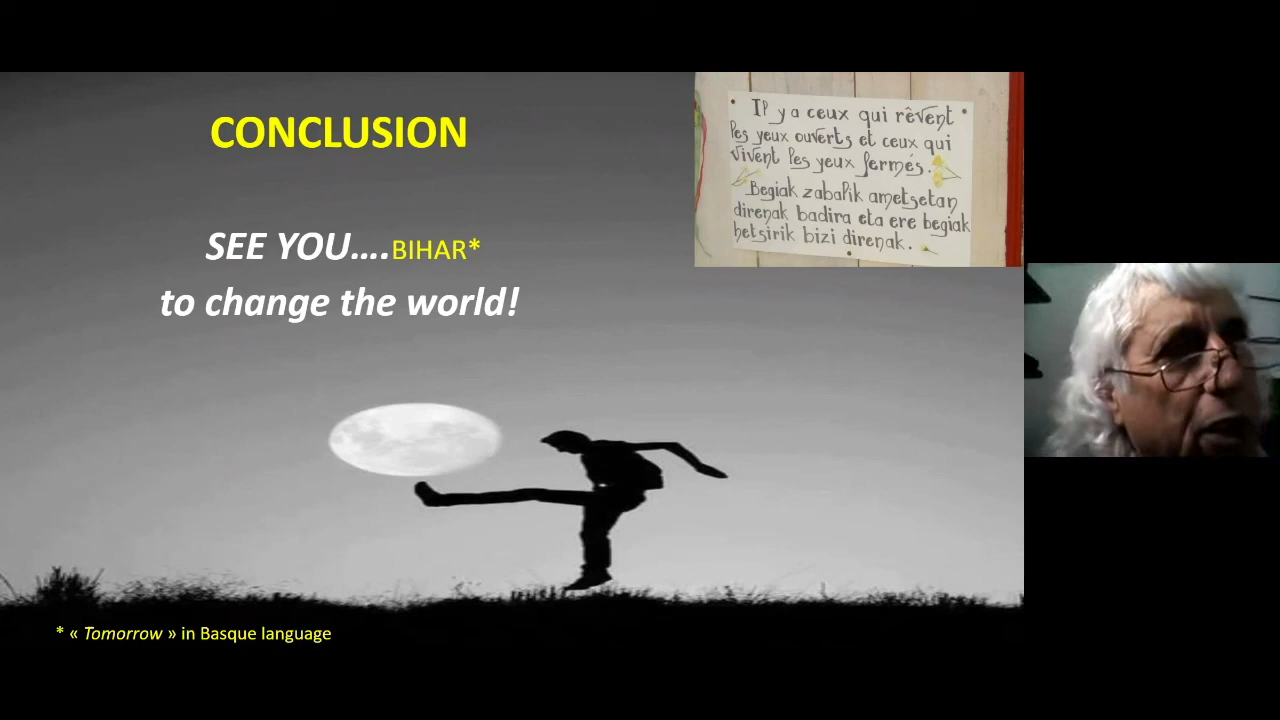 CONCLUSION
SEE YOU....BIHAR*
to change the world!
Il y a ceux qui rêvent
les yeux ouverts et ceux qui
vivent les yeux fermés.
Begiak zabalik ametsetan
direnak badira eta ere begiak
hetsirik bizi direnak.
* « Tomorrow » in Basque language